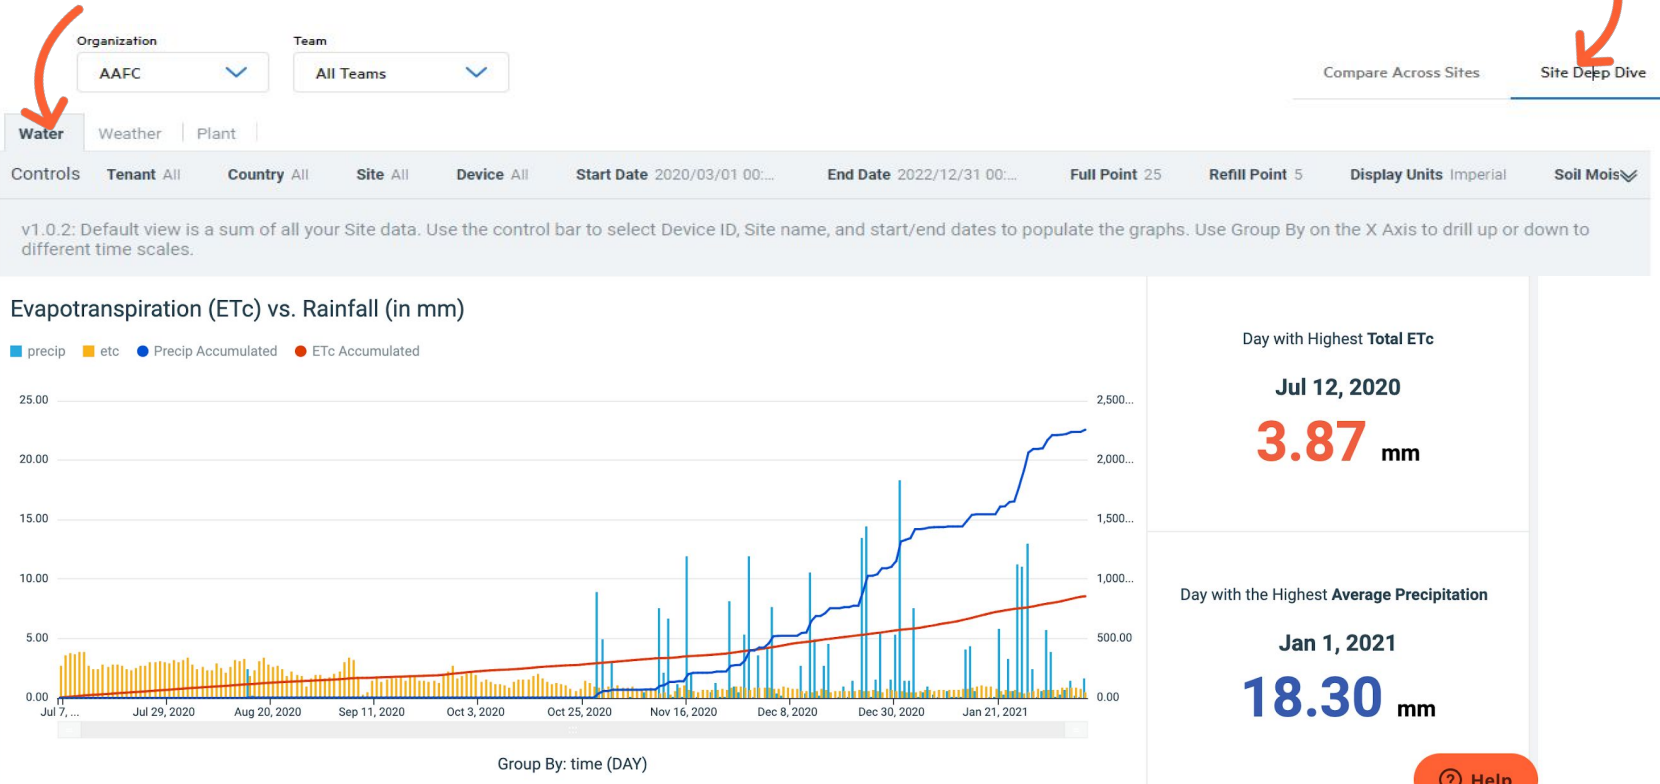 Organization
Team
AAFC
All Teams
Compare Across Sites
Site Deep Dive
Water
Weather
Plant
Controls Tenant All Country All Site All Device All Start Date 2020/03/01 00:... End Date 2022/12/31 00:... Full Point 25 Refill Point 5 Display Units Imperial Soil Mois
v1.0.2: Default view is a sum of all your Site data. Use the control bar to select Device ID, Site name, and start/end dates to populate the graphs. Use Group By on the X Axis to drill up or down to
different time scales.
Evapotranspiration (ETc) vs. Rainfall (in mm)
precip etc Precip Accumulated ETc Accumulated
25.00
20.00
15.00
10.00
5.00
0.00
2,500...
2,000...
1,500...
1,000...
500.00
0.00
Jul 7, ... Jul 29, 2020 Aug 20, 2020 Sep 11, 2020 Oct 3, 2020 Oct 25, 2020 Nov 16, 2020 Dec 8, 2020 Dec 30, 2020 Jan 21, 2021
Group By: time (DAY)
Day with Highest Total ETc
Jul 12, 2020
3.87 mm
Day with the Highest Average Precipitation
Jan 1, 2021
18.30 mm
Help